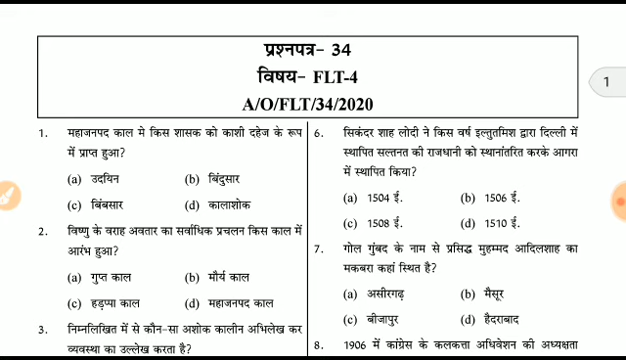 प्रश्नपत्र- 34
विषय- FLT-4
A/O/FLT/34/2020
1
1. महाजनपद काल मे किस शासक को काशी दहेज के रूप
में प्राप्त हुआ?
(a) उदयिन (b) बिंदुसार
(c) बिंबसार (d) कालाशोक
2. विष्णु के वराह अवतार का सर्वाधिक प्रचलन किस काल में
आरंभ हुआ?
(a) गुप्त काल (b) मौर्य काल
(c) हड़प्पा काल (d) महाजनपद काल
3. निम्नलिखित में से कौन-सा अशोक कालीन अभिलेख कर
व्यवस्था का उल्लेख करता है?
6. सिकंदर शाह लोदी ने किस वर्ष इल्तुतमिश द्वारा दिल्ली में
स्थापित सल्तनत की राजधानी को स्थानांतरित करके आगरा
में स्थापित किया?
(a) 1504 ई. (b) 1506 ई.
(c) 1508 ई. (d) 1510 ई.
7. गोल गुंबद के नाम से प्रसिद्ध मुहम्मद आदिलशाह का
मकबरा कहां स्थित है?
(a) असीरगढ़ (b) मैसूर
(c) बीजापुर (d) हैदराबाद
8. 1906 में कांग्रेस के कलकत्ता अधिवेशन की अध्यक्षता